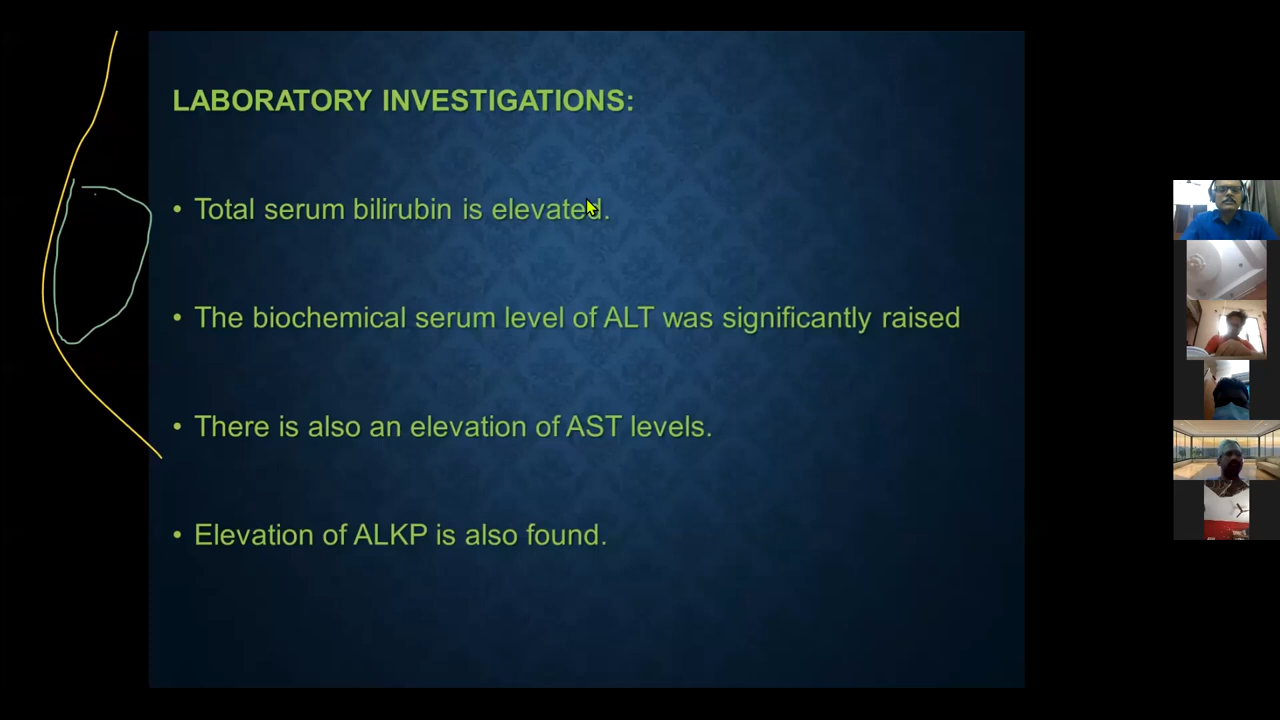 LABORATORY INVESTIGATIONS:
• Total serum bilirubin is elevated.
• The biochemical serum level of ALT was significantly raised
• There is also an elevation of AST levels.
• Elevation of ALKP is also found.